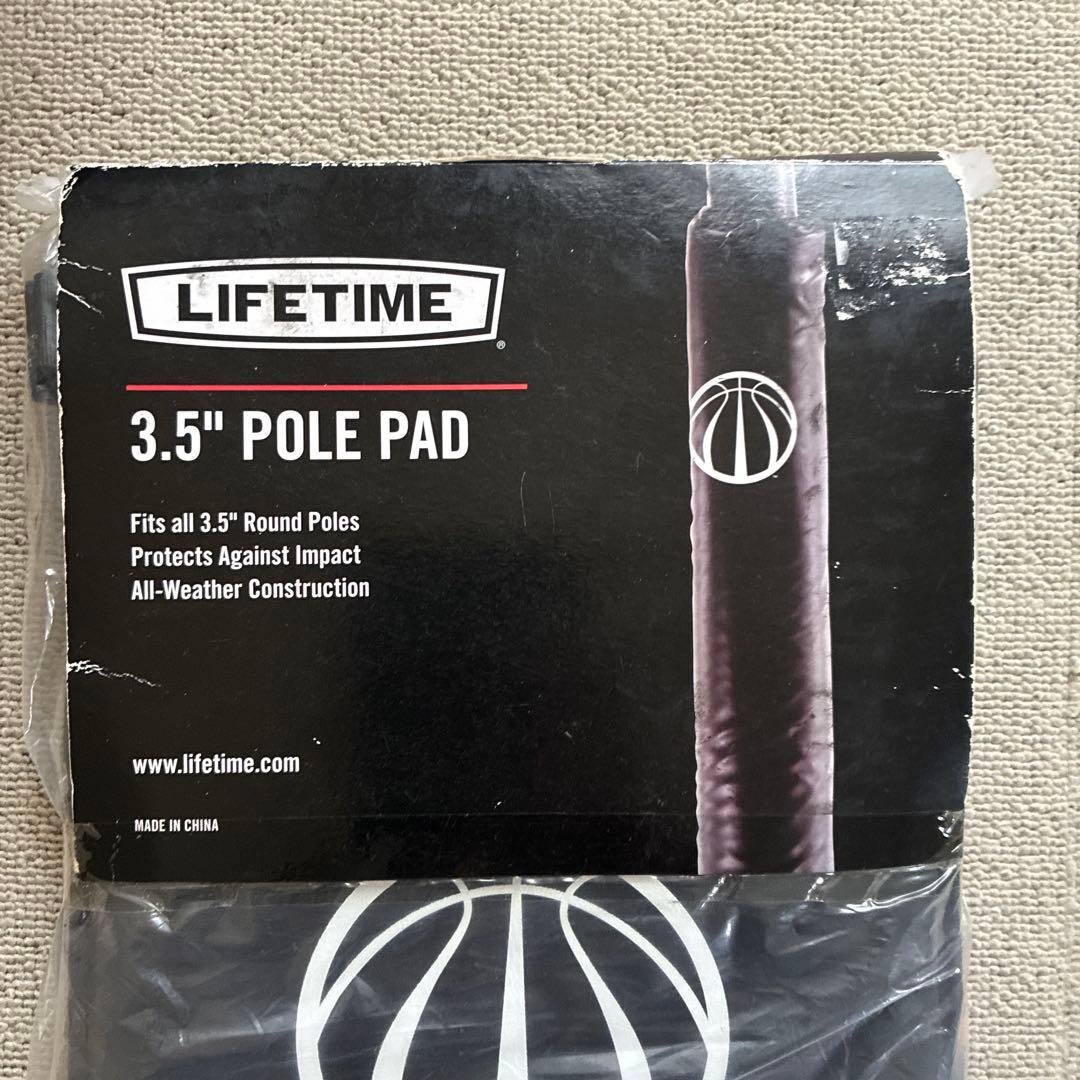 LIFETIME®
3.5" POLE PAD
Fits all 3.5" Round Poles
Protects Against Impact
All-Weather Construction
www.lifetime.com
MADE IN CHINA